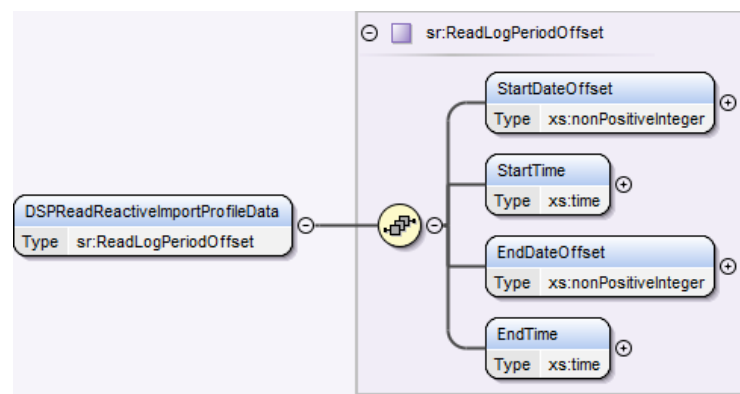 sr:ReadLogPeriodOffset
StartDateOffset
Type xs:nonPositiveInteger
StartTime
Type xs:time
DSPReadReactiveImportProfileData
Type sr:ReadLogPeriodOffset
EndDateOffset
Type xs:nonPositiveInteger
EndTime
Type xs:time